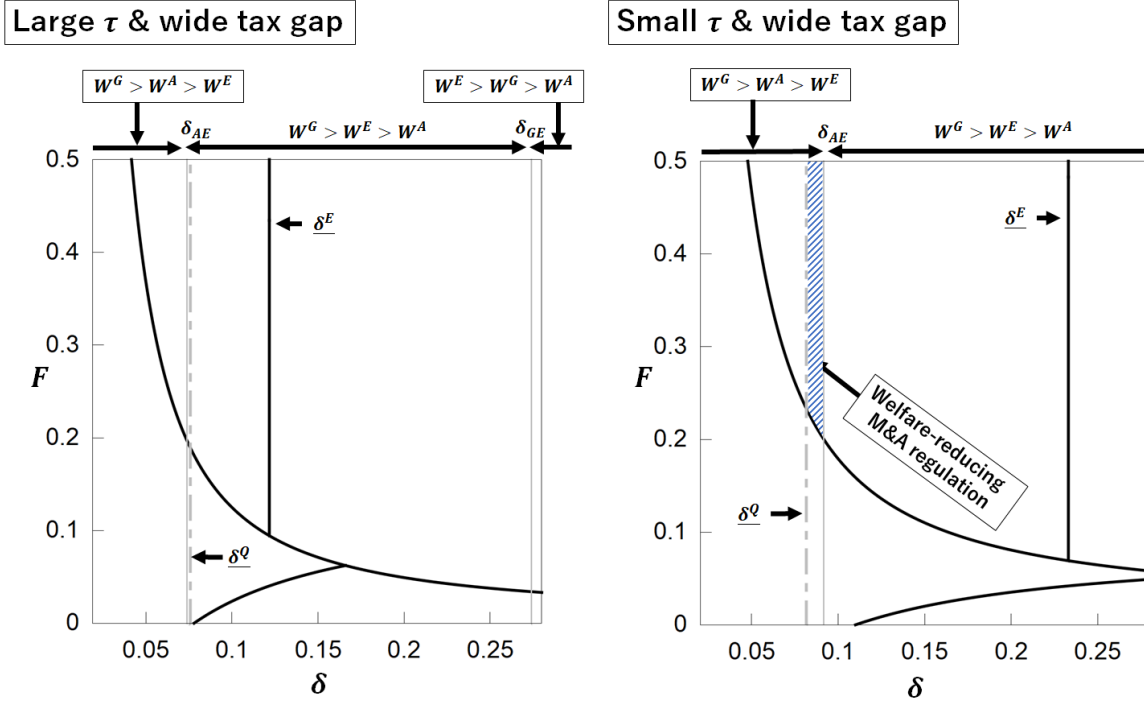 Large τ & wide tax gap
W^G > W^A > W^E
W^E > W^G > W^A
δ_AE
W^G > W^E > W^A
δ_GE
0.5
0.4
0.3
0.2
0.1
0
F
δ^E
δ^Q
0.05
0.1
0.15
0.2
0.25
δ
Small τ & wide tax gap
W^G > W^A > W^E
δ_AE
W^G > W^E > W^A
0.5
0.4
0.3
0.2
0.1
0
F
δ^E
Welfare-reducing
M&A regulation
δ^Q
0.05
0.1
0.15
0.2
0.25
δ